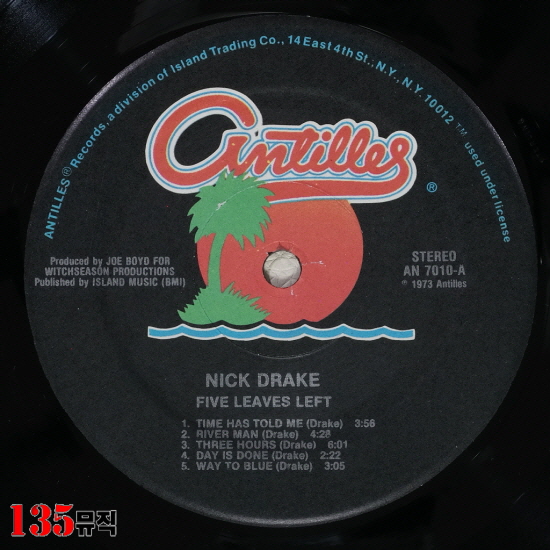 ANTILLES ® Records, a division of Island Trading Co., 14 East 4th St., N.Y., N.Y. 10012 ™ used under license
antilles ®
Produced by JOE BOYD FOR
WITCHSEASON PRODUCTIONS
Published by ISLAND MUSIC (BMI)
STEREO
AN 7010-A
℗ 1973 Antilles
NICK DRAKE
FIVE LEAVES LEFT
1. TIME HAS TOLD ME (Drake) 3:56
2. RIVER MAN (Drake) 4:28
3. THREE HOURS (Drake) 6:01
4. DAY IS DONE (Drake) 2:22
5. WAY TO BLUE (Drake) 3:05
135뮤직